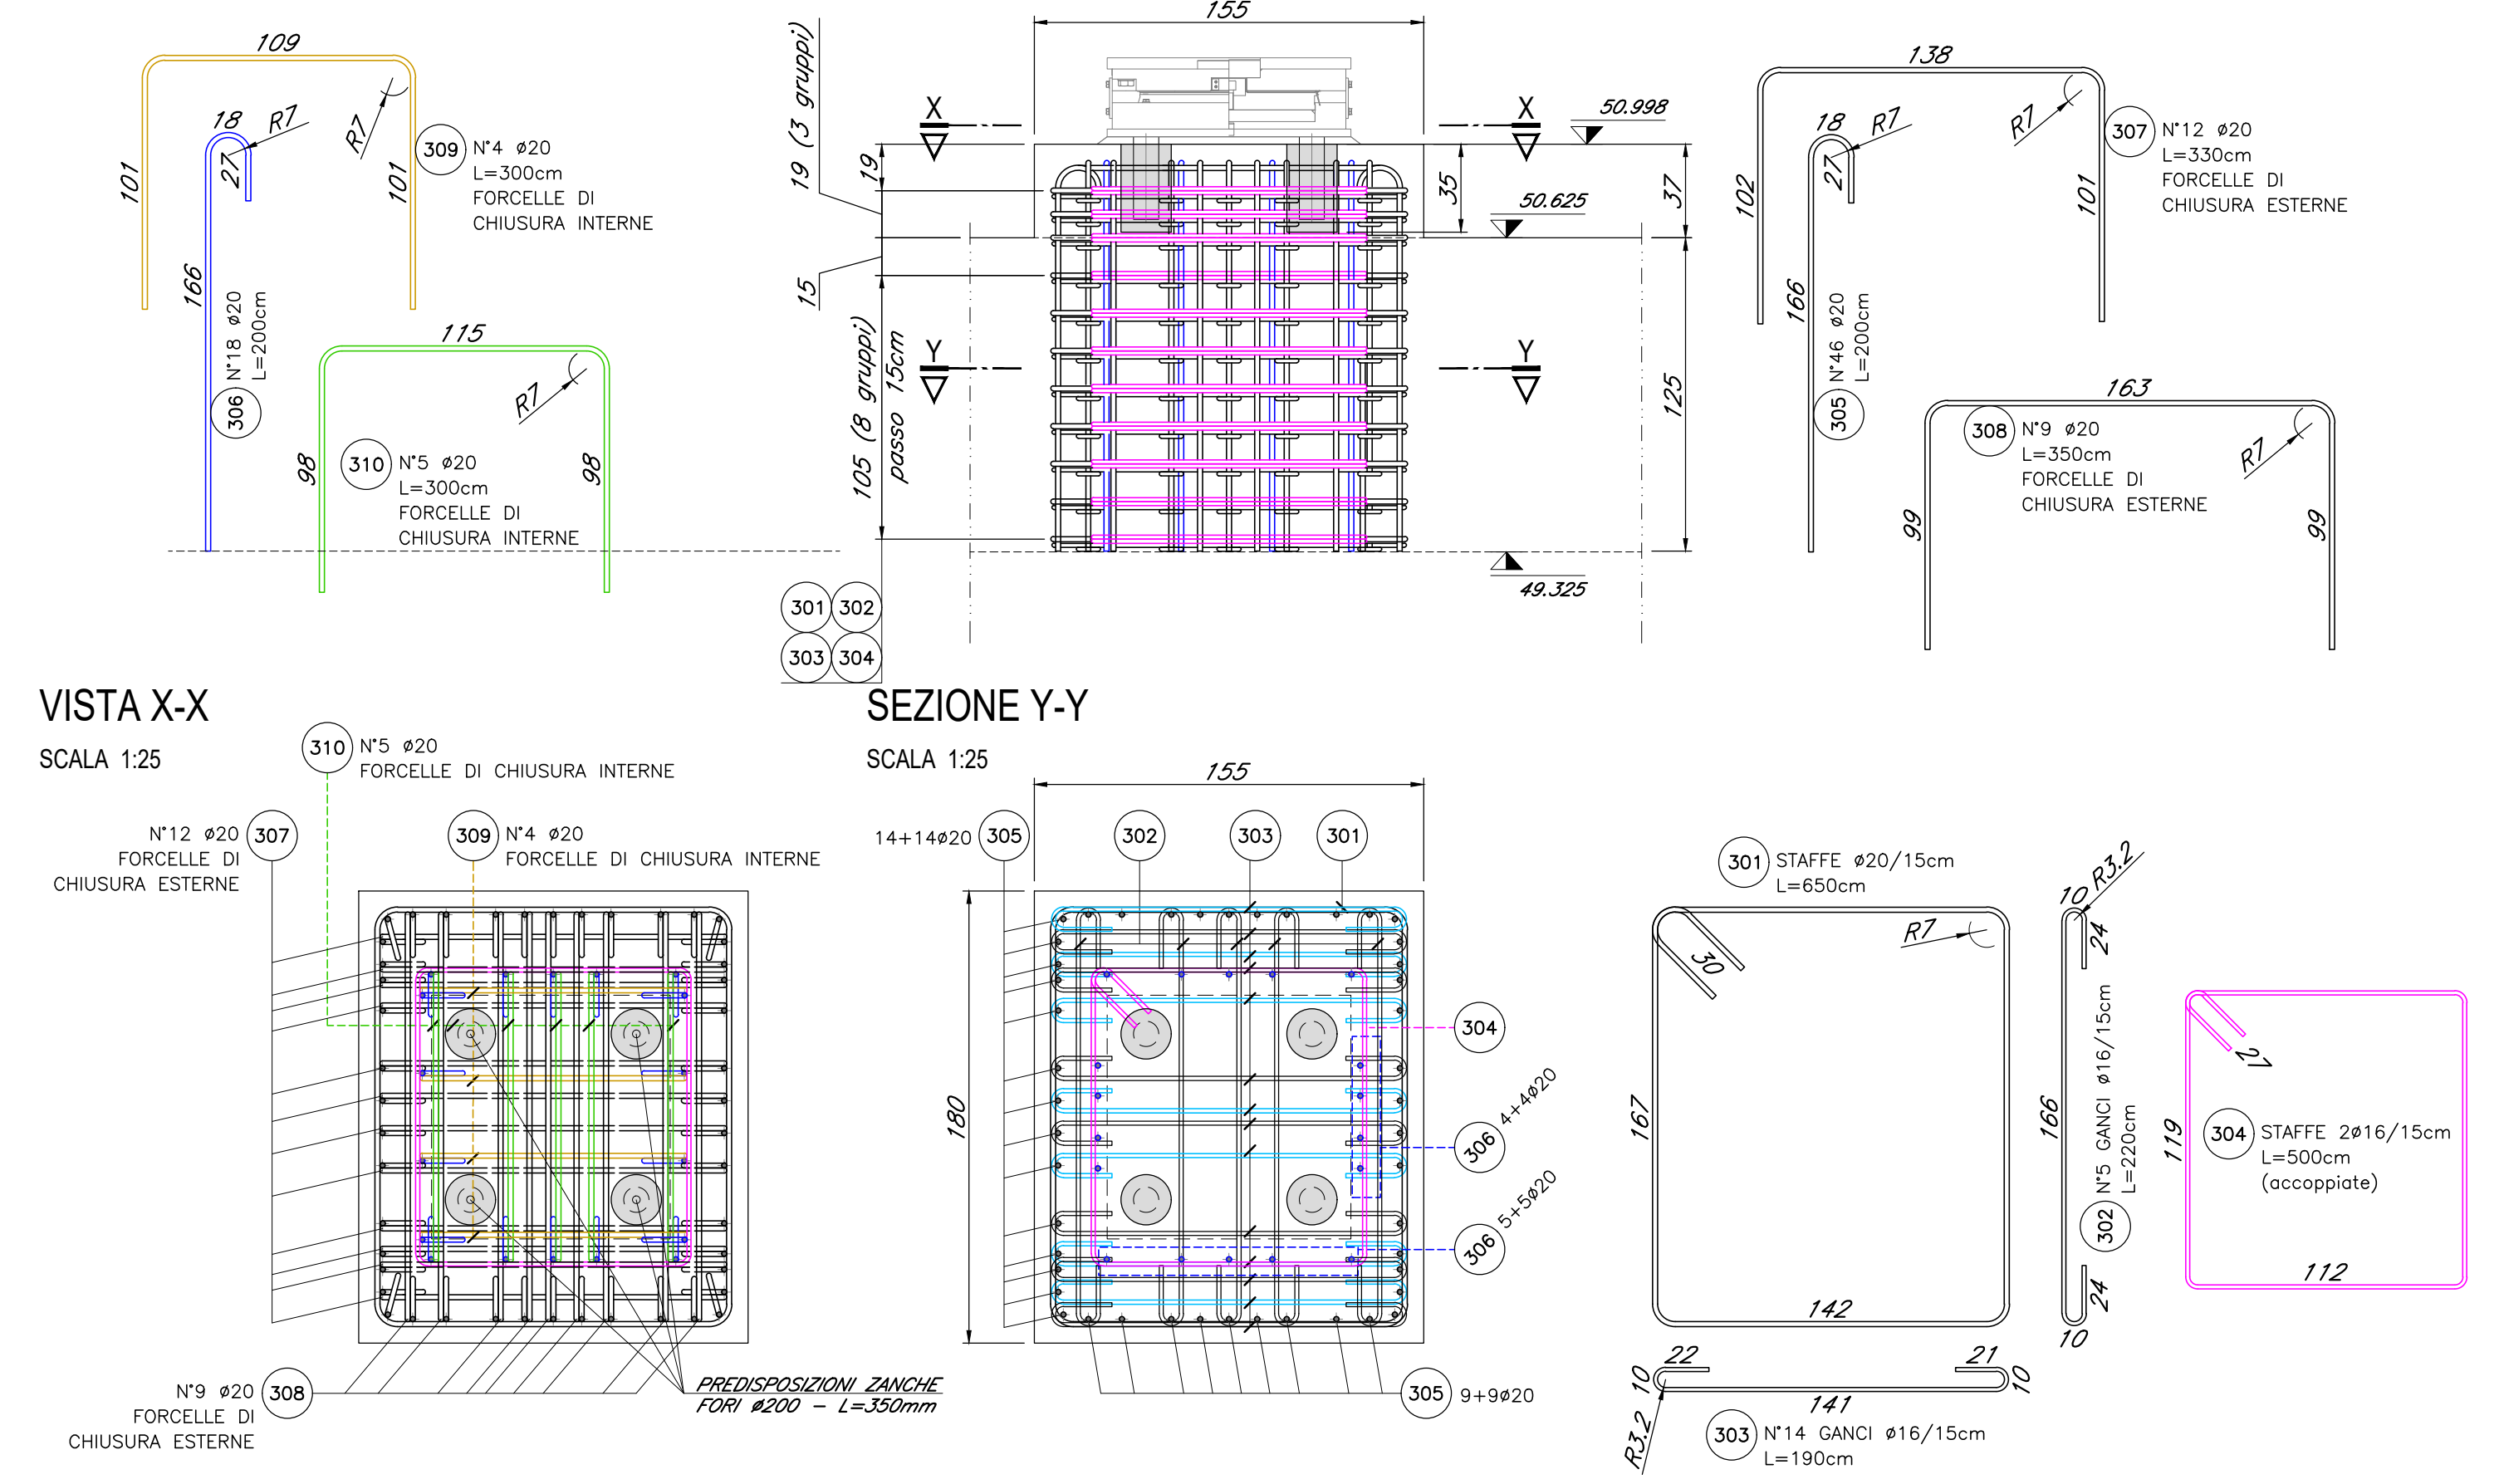 109
18
R7
R7
101
27
101
309
N°4 ø20
L=300cm
FORCELLE DI
CHIUSURA INTERNE
166
306
N°18 ø20
L=200cm
115
R7
98
98
310
N°5 ø20
L=300cm
FORCELLE DI
CHIUSURA INTERNE
155
19 (3 gruppi)
19
15
105 (8 gruppi)
passo 15cm
X
X
Y
Y
35
37
125
50.998
50.625
49.325
301
302
303
304
138
18
R7
R7
102
27
101
307
N°12 ø20
L=330cm
FORCELLE DI
CHIUSURA ESTERNE
166
305
N°46 ø20
L=200cm
163
R7
99
99
308
N°9 ø20
L=350cm
FORCELLE DI
CHIUSURA ESTERNE
VISTA X-X
SCALA 1:25
310
N°5 ø20
FORCELLE DI CHIUSURA INTERNE
N°12 ø20
307
FORCELLE DI
CHIUSURA ESTERNE
309
N°4 ø20
FORCELLE DI CHIUSURA INTERNE
N°9 ø20
308
FORCELLE DI
CHIUSURA ESTERNE
PREDISPOSIZIONI ZANCHE
FORI ø200 - L=350mm
SEZIONE Y-Y
SCALA 1:25
155
14+14ø20
305
302
303
301
180
304
306
4+4ø20
306
5+5ø20
305
9+9ø20
301
STAFFE ø20/15cm
L=650cm
R7
30
167
142
10
R3.2
24
166
302
N°5 GANCI ø16/15cm
L=220cm
24
10
27
119
304
STAFFE 2ø16/15cm
L=500cm
(accoppiate)
112
22
21
10
10
141
R3.2
303
N°14 GANCI ø16/15cm
L=190cm